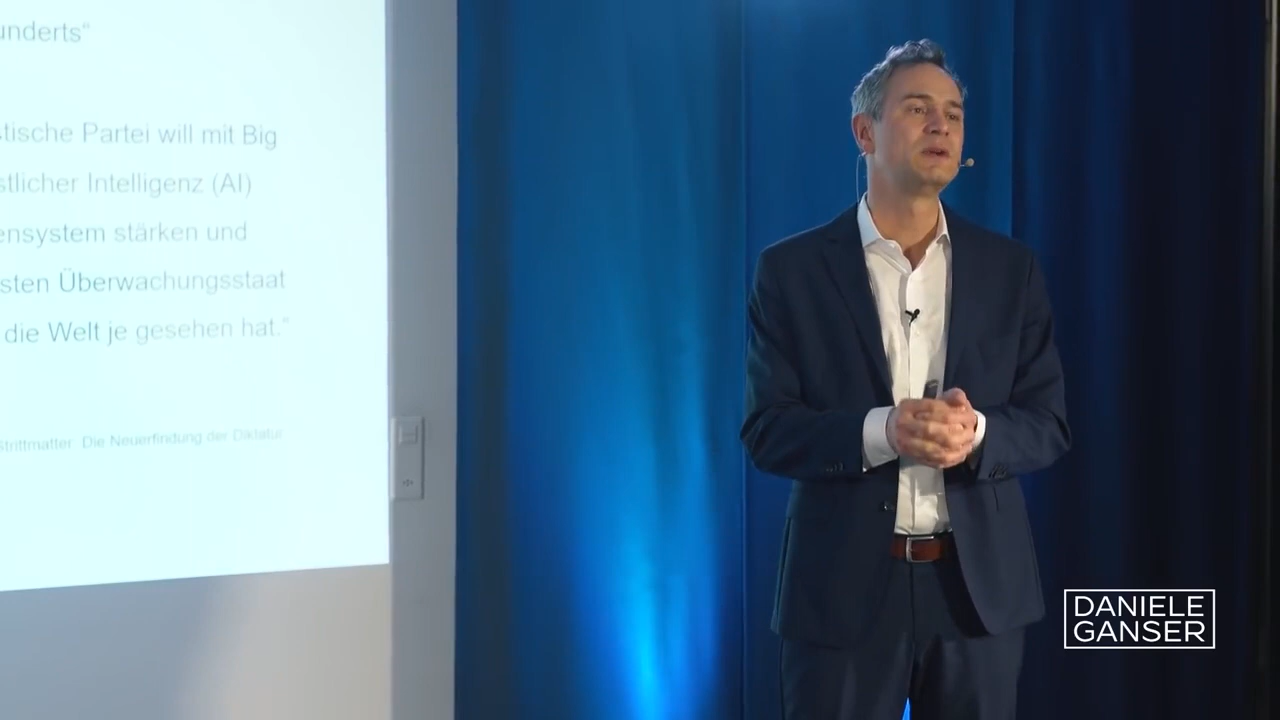 underts“
tische Partei will mit Big
stlicher Intelligenz (AI)
ensystem stärken und
sten Überwachungsstaat
die Welt je gesehen hat.“
Strittmatter Die Neuerfindung der Diktatur
DANIELE
GANSER